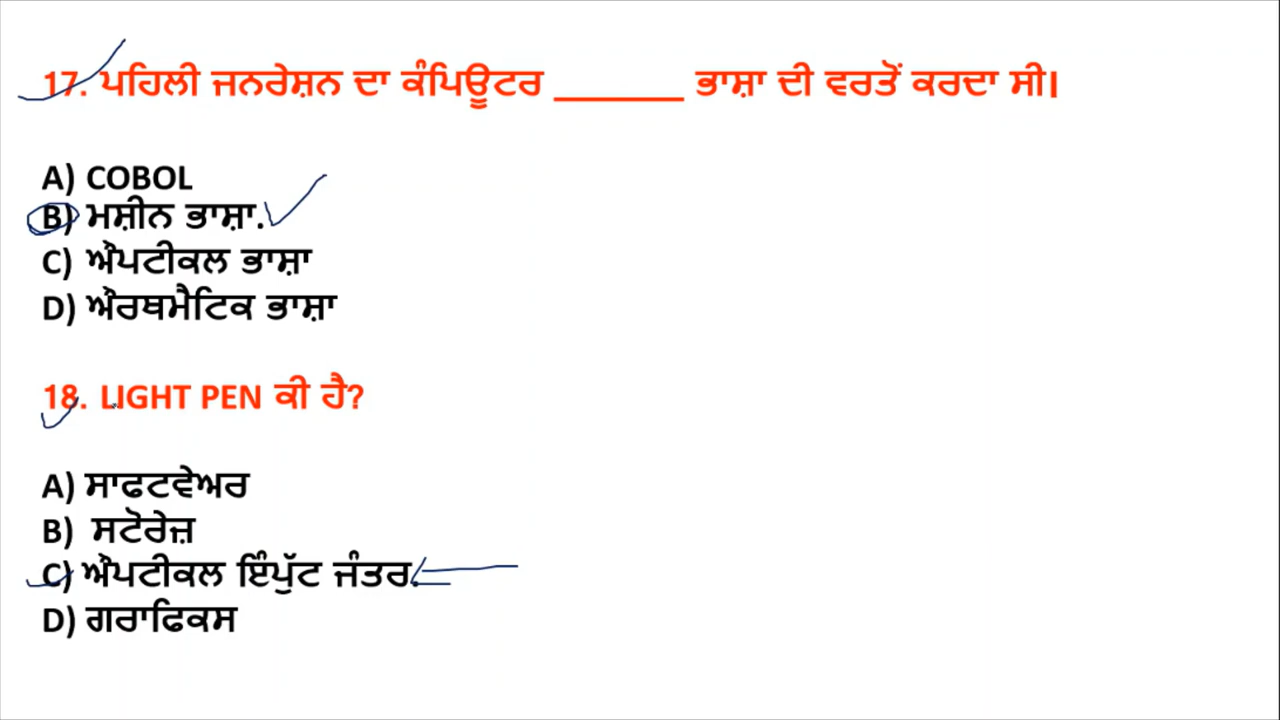 17. ਪਹਿਲੀ ਜਨਰੇਸ਼ਨ ਦਾ ਕੰਪਿਊਟਰ _______ ਭਾਸ਼ਾ ਦੀ ਵਰਤੋਂ ਕਰਦਾ ਸੀ।
A) COBOL
B) ਮਸ਼ੀਨ ਭਾਸ਼ਾ.
C) ਔਪਟੀਕਲ ਭਾਸ਼ਾ
D) ਔਰਥਮੈਟਿਕ ਭਾਸ਼ਾ
18. LIGHT PEN ਕੀ ਹੈ?
A) ਸਾਫਟਵੇਅਰ
B) ਸਟੋਰੇਜ਼
C) ਔਪਟੀਕਲ ਇੰਪੁੱਟ ਜੰਤਰ.
D) ਗਰਾਫਿਕਸ